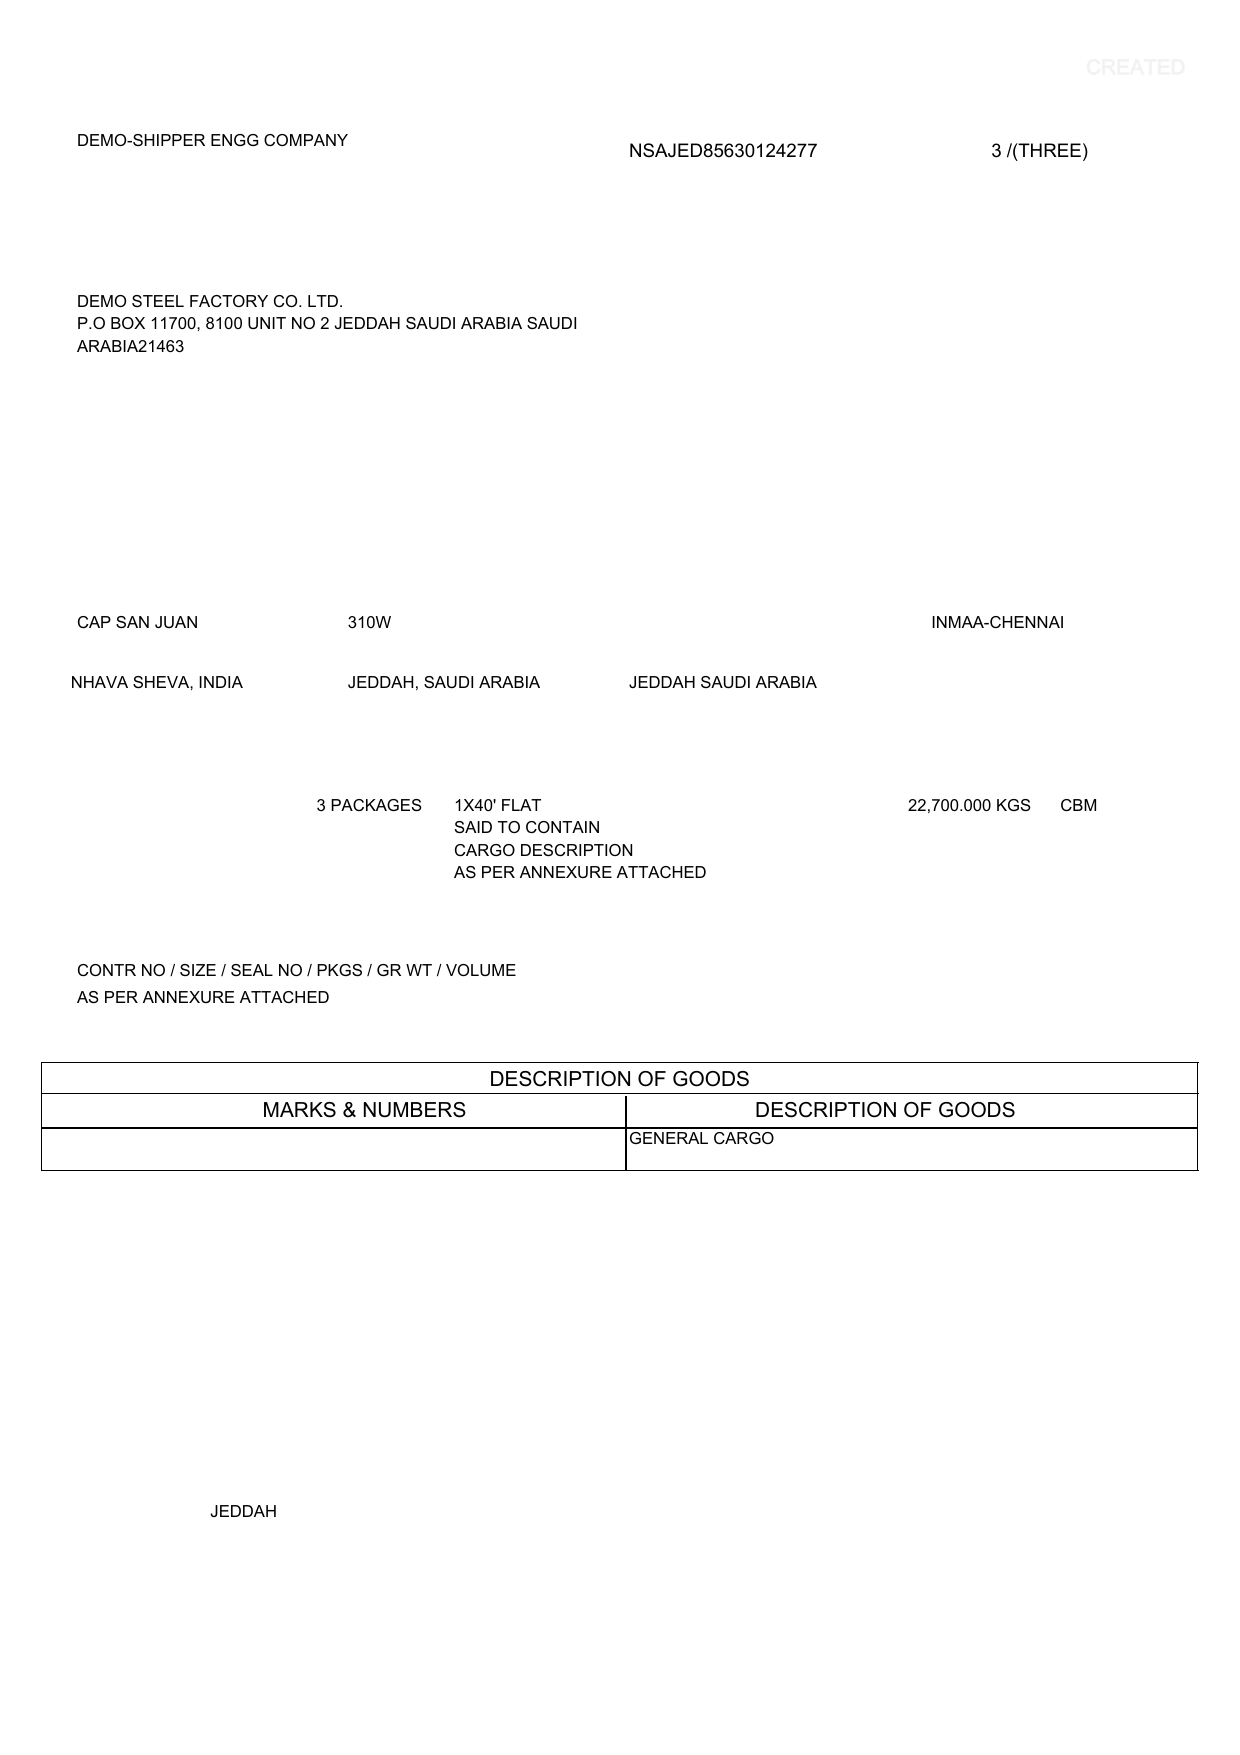 CREATED
DEMO-SHIPPER ENGG COMPANY
NSAJED85630124277 3 /(THREE)
DEMO STEEL FACTORY CO. LTD.
P.O BOX 11700, 8100 UNIT NO 2 JEDDAH SAUDI ARABIA SAUDI
ARABIA21463
CAP SAN JUAN 310W INMAA-CHENNAI
NHAVA SHEVA, INDIA JEDDAH, SAUDI ARABIA JEDDAH SAUDI ARABIA
3 PACKAGES 1X40' FLAT 22,700.000 KGS CBM
SAID TO CONTAIN
CARGO DESCRIPTION
AS PER ANNEXURE ATTACHED
CONTR NO / SIZE / SEAL NO / PKGS / GR WT / VOLUME
AS PER ANNEXURE ATTACHED
DESCRIPTION OF GOODS
MARKS & NUMBERS DESCRIPTION OF GOODS
GENERAL CARGO
JEDDAH